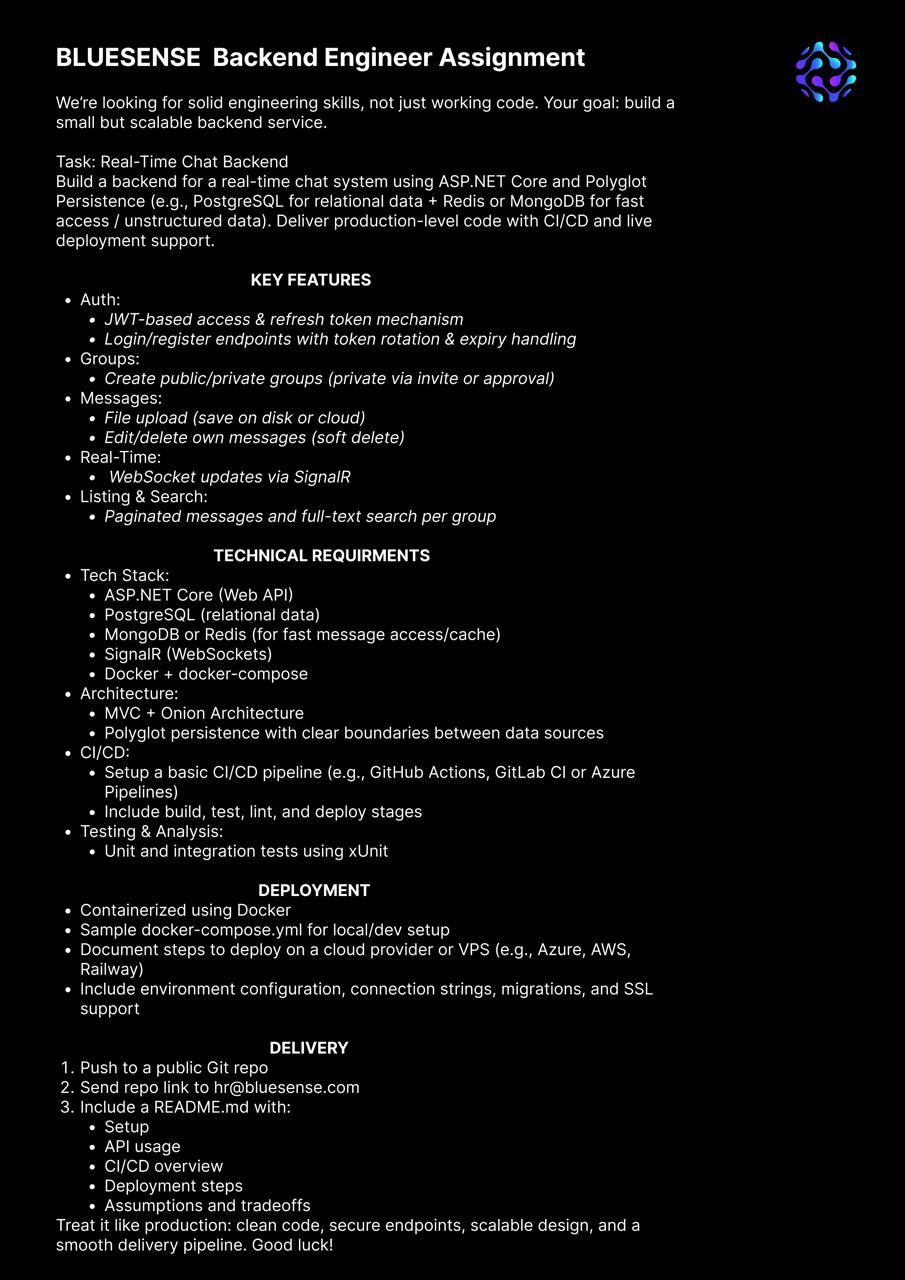 BLUESENSE  Backend Engineer Assignment
We’re looking for solid engineering skills, not just working code. Your goal: build a
small but scalable backend service.
Task: Real-Time Chat Backend
Build a backend for a real-time chat system using ASP.NET Core and Polyglot
Persistence (e.g., PostgreSQL for relational data + Redis or MongoDB for fast
access / unstructured data). Deliver production-level code with CI/CD and live
deployment support.
KEY FEATURES
• Auth:
• JWT-based access & refresh token mechanism
• Login/register endpoints with token rotation & expiry handling
• Groups:
• Create public/private groups (private via invite or approval)
• Messages:
• File upload (save on disk or cloud)
• Edit/delete own messages (soft delete)
• Real-Time:
• WebSocket updates via SignalR
• Listing & Search:
• Paginated messages and full-text search per group
TECHNICAL REQUIRMENTS
• Tech Stack:
• ASP.NET Core (Web API)
• PostgreSQL (relational data)
• MongoDB or Redis (for fast message access/cache)
• SignalR (WebSockets)
• Docker + docker-compose
• Architecture:
• MVC + Onion Architecture
• Polyglot persistence with clear boundaries between data sources
• CI/CD:
• Setup a basic CI/CD pipeline (e.g., GitHub Actions, GitLab CI or Azure
Pipelines)
• Include build, test, lint, and deploy stages
• Testing & Analysis:
• Unit and integration tests using xUnit
DEPLOYMENT
• Containerized using Docker
• Sample docker-compose.yml for local/dev setup
• Document steps to deploy on a cloud provider or VPS (e.g., Azure, AWS,
Railway)
• Include environment configuration, connection strings, migrations, and SSL
support
DELIVERY
1. Push to a public Git repo
2. Send repo link to hr@bluesense.com
3. Include a README.md with:
• Setup
• API usage
• CI/CD overview
• Deployment steps
• Assumptions and tradeoffs
Treat it like production: clean code, secure endpoints, scalable design, and a
smooth delivery pipeline. Good luck!